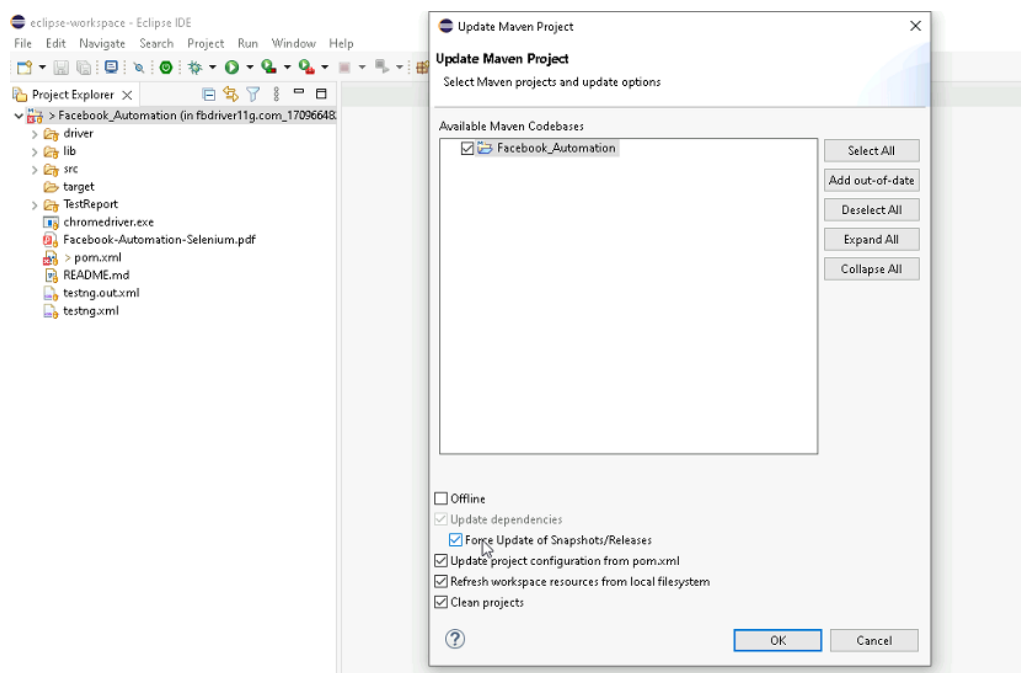 eclipse-workspace - Eclipse IDE
File Edit Navigate Search Project Run Window Help
Project Explorer
> Facebook_Automation (in fbdriver11g.com_17096648
driver
lib
src
target
TestReport
chromedriver.exe
Facebook-Automation-Selenium.pdf
> pom.xml
README.md
testng.out.xml
testng.xml
Update Maven Project
Update Maven Project
Select Maven projects and update options
Available Maven Codebases
Facebook_Automation
Select All
Add out-of-date
Deselect All
Expand All
Collapse All
Offline
Update dependencies
Force Update of Snapshots/Releases
Update project configuration from pom.xml
Refresh workspace resources from local filesystem
Clean projects
OK
Cancel